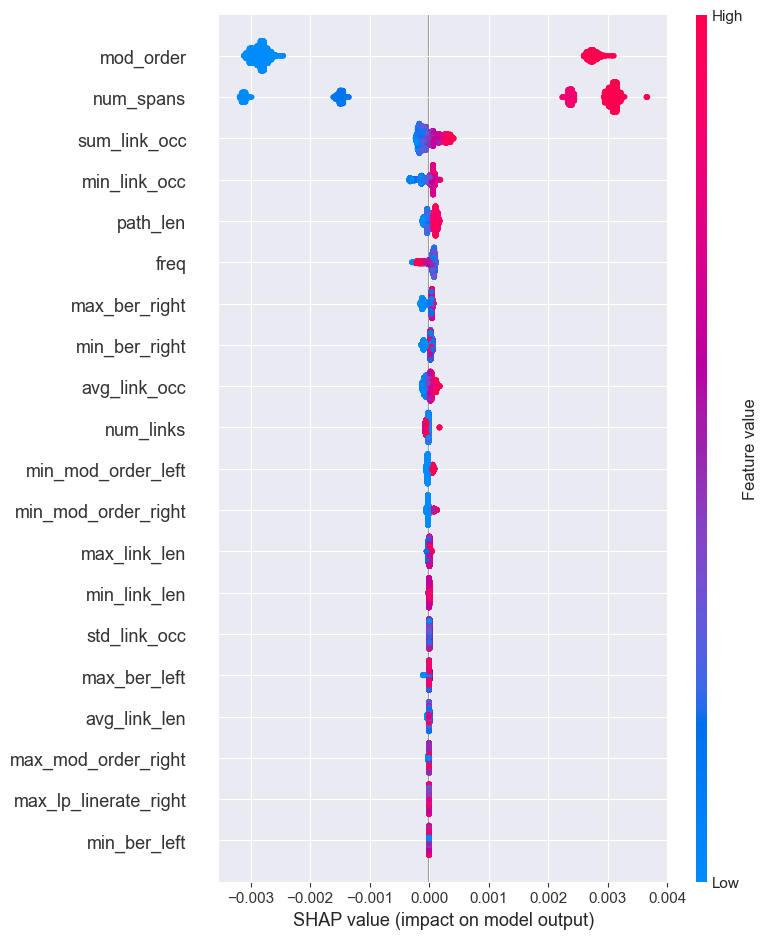 High
mod_order
num_spans
sum_link_occ
min_link_occ
path_len
freq
max_ber_right
min_ber_right
avg_link_occ
num_links
min_mod_order_left
min_mod_order_right
max_link_len
min_link_len
std_link_occ
max_ber_left
avg_link_len
max_mod_order_right
max_lp_linerate_right
min_ber_left
Feature value
Low
−0.003 −0.002 −0.001 0.000 0.001 0.002 0.003 0.004
SHAP value (impact on model output)